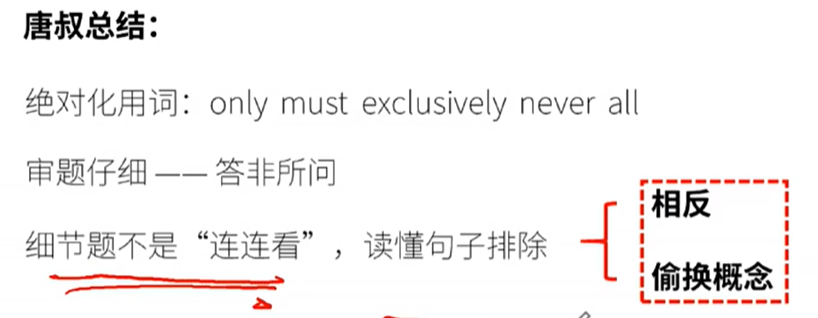 唐叔总结：
绝对化用词：only must exclusively never all
审题仔细 —— 答非所问
细节题不是“连连看”，读懂句子排除
相反
偷换概念